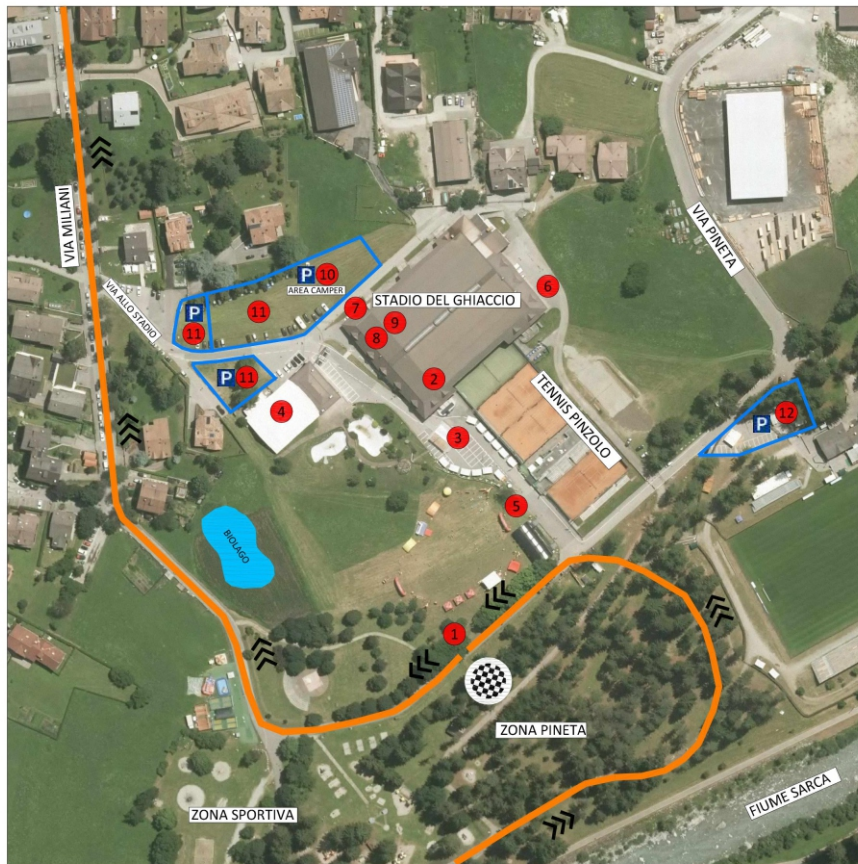 VIA MILIANI
VIA PINETA
VIA ALLO STADIO
P
10
AREA CAMPER
P
11
11
7
STADIO DEL GHIACCIO
6
9
8
P
11
2
4
3
TENNIS PINZOLO
P
12
5
BIOLAGO
1
ZONA PINETA
ZONA SPORTIVA
FIUME SARCA